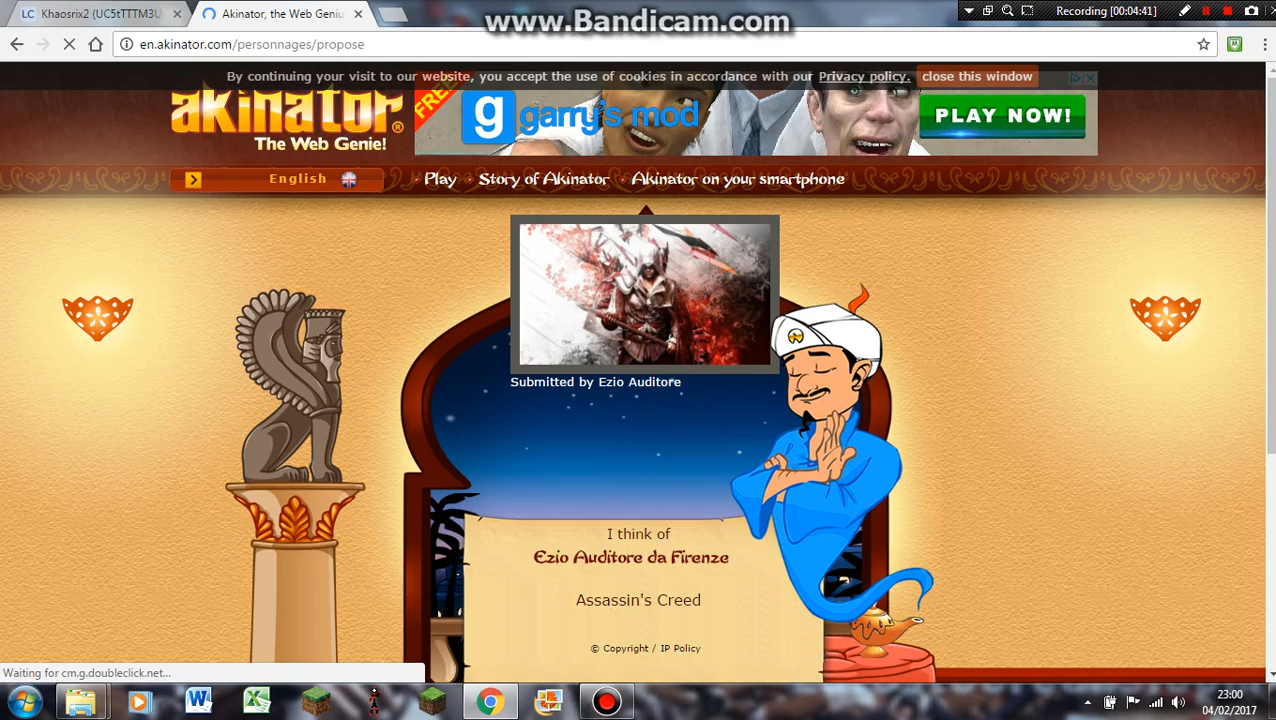 www.Bandicam.com
Recording [00:04:41]
LC Khaosrix2 (UC5tTTTM3U
Akinator, the Web Geniu
en.akinator.com/personnages/propose
By continuing your visit to our website, you accept the use of cookies in accordance with our Privacy policy. close this window
akinator®
The Web Genie!
FREE
g garry's mod
PLAY NOW!
English
Play
Story of Akinator
Akinator on your smartphone
Submitted by Ezio Auditore
I think of
Ezio Auditore da Firenze
Assassin's Creed
© Copyright / IP Policy
Waiting for cm.g.doubleclick.net...
23:00
04/02/2017